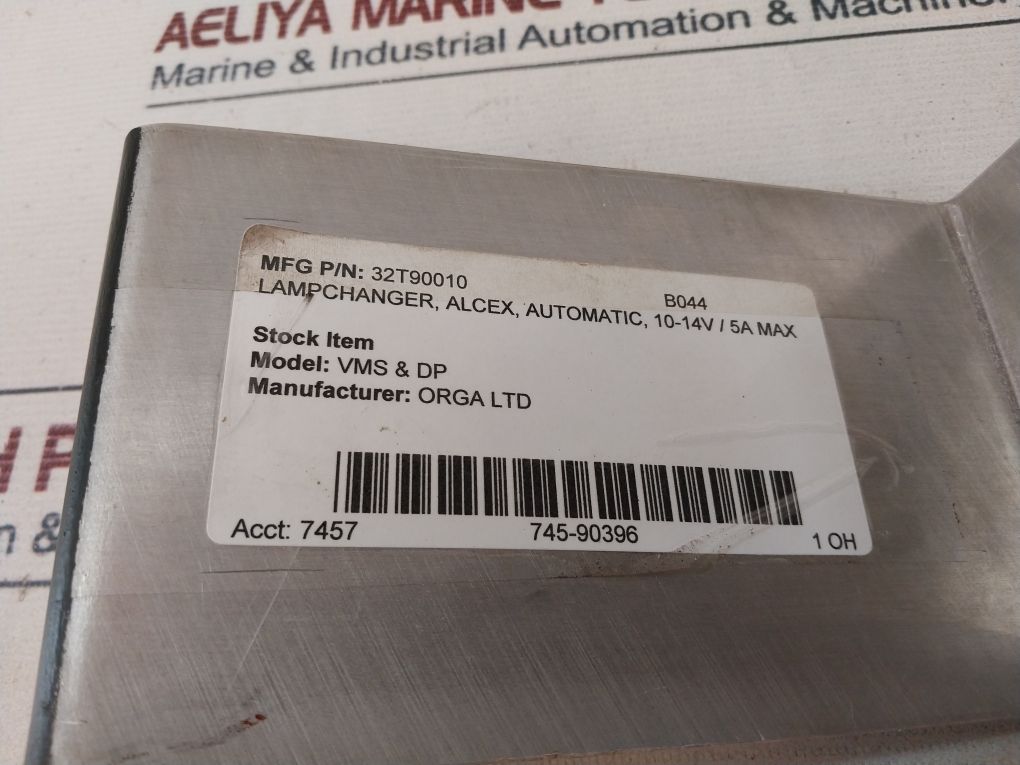 AELIYA MARINE
Marine & Industrial Automation & Machiner
MFG P/N: 32T90010
B044
LAMPCHANGER, ALCEX, AUTOMATIC, 10-14V / 5A MAX
Stock Item
Model: VMS & DP
Manufacturer: ORGA LTD
Acct: 7457 745-90396 1 OH